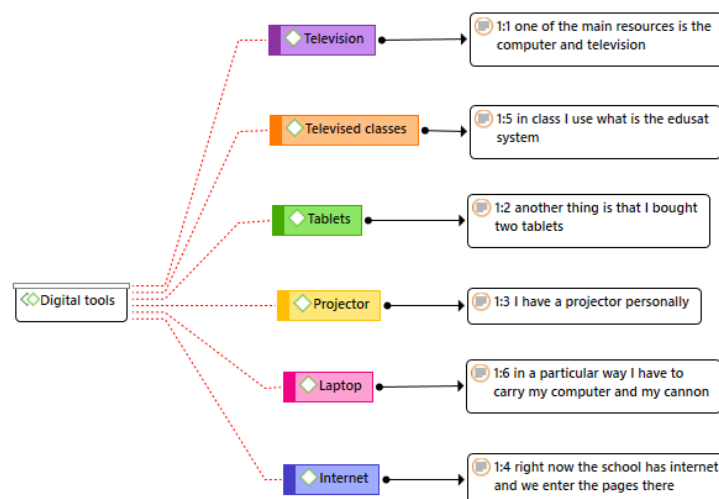 Television
1:1 one of the main resources is the
computer and television
Televised classes
1:5 in class I use what is the edusat
system
Tablets
1:2 another thing is that I bought
two tablets
Digital tools
Projector
1:3 I have a projector personally
Laptop
1:6 in a particular way I have to
carry my computer and my cannon
Internet
1:4 right now the school has internet
and we enter the pages there